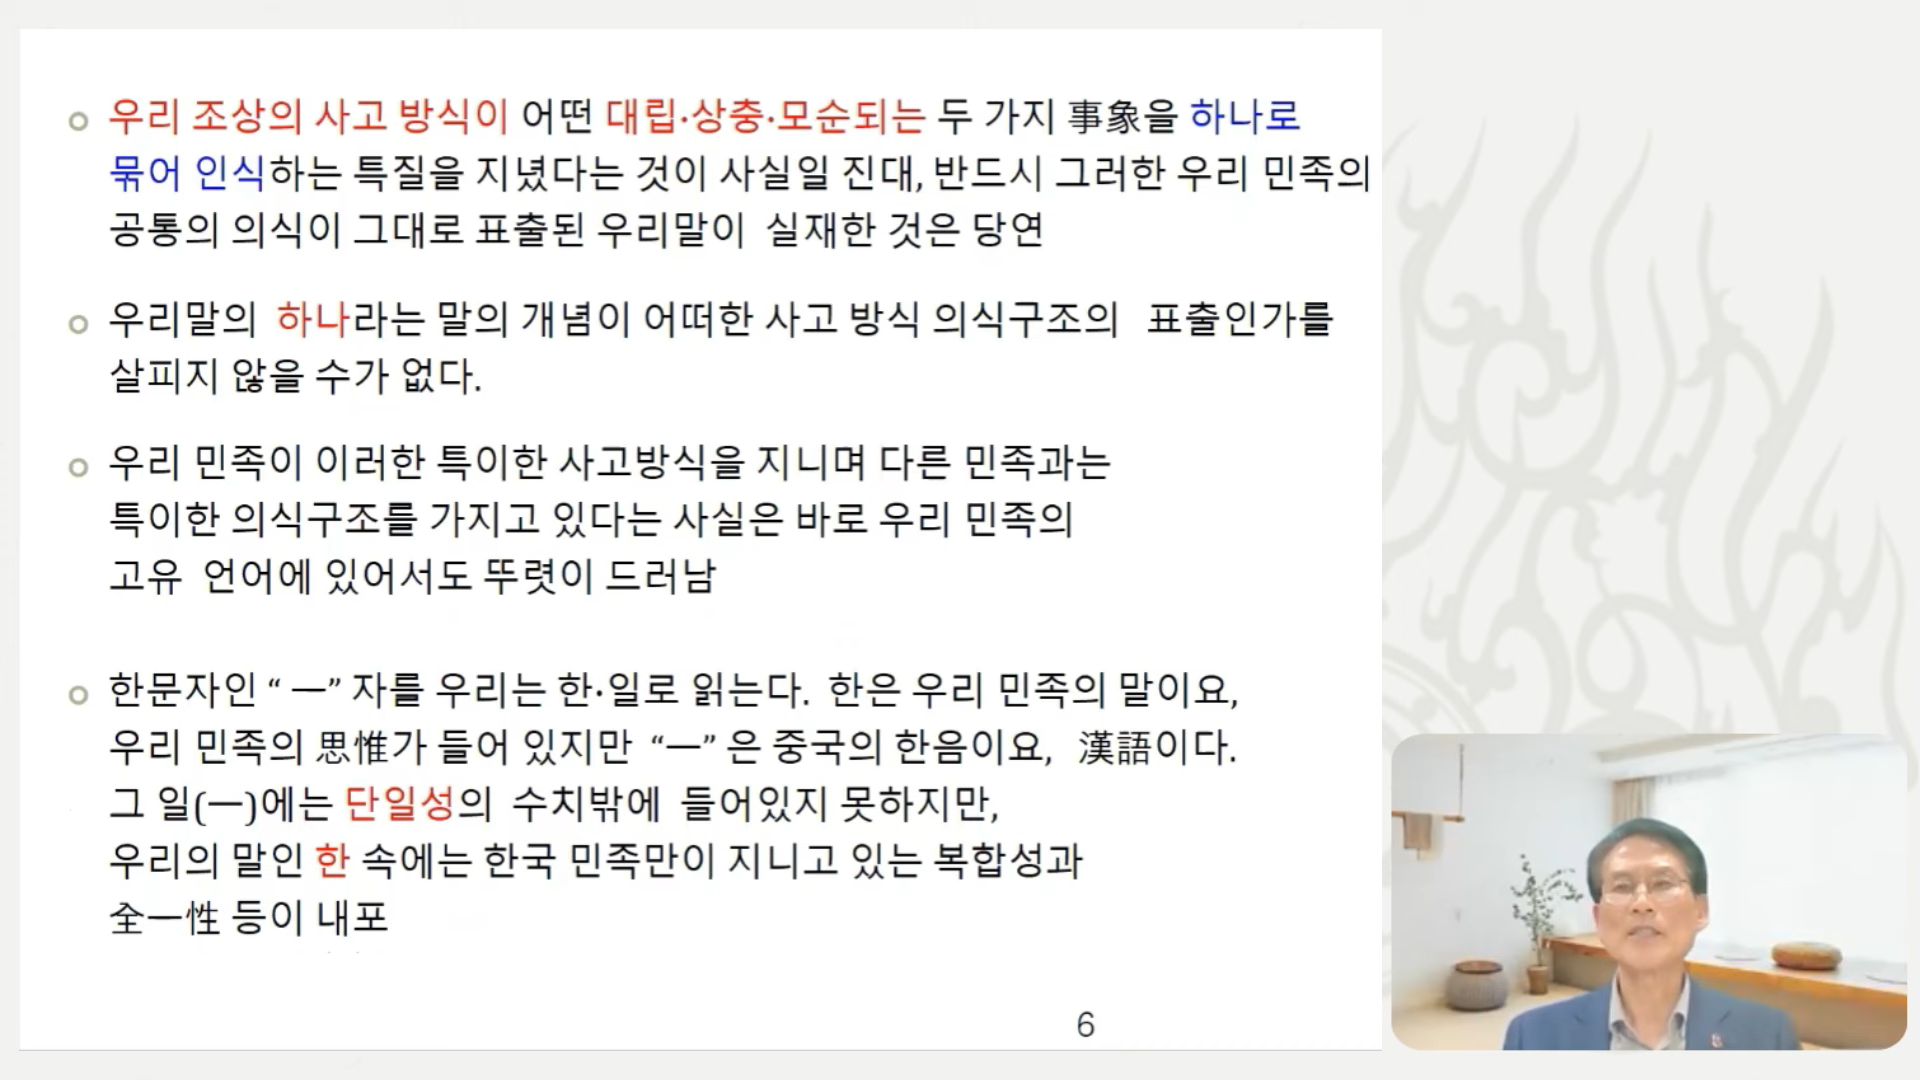 우리 조상의 사고 방식이 어떤 대립·상충·모순되는 두 가지 事象을 하나로
묶어 인식하는 특질을 지녔다는 것이 사실일 진대, 반드시 그러한 우리 민족의
공통의 의식이 그대로 표출된 우리말이 실재한 것은 당연
우리말의 하나라는 말의 개념이 어떠한 사고 방식 의식구조의 표출인가를
살피지 않을 수가 없다.
우리 민족이 이러한 특이한 사고방식을 지니며 다른 민족과는
특이한 의식구조를 가지고 있다는 사실은 바로 우리 민족의
고유 언어에 있어서도 뚜렷이 드러남
한문자인 “ 一” 자를 우리는 한·일로 읽는다. 한은 우리 민족의 말이요,
우리 민족의 思惟가 들어 있지만 “一” 은 중국의 한음이요, 漢語이다.
그 일(一)에는 단일성의 수치밖에 들어있지 못하지만,
우리의 말인 한 속에는 한국 민족만이 지니고 있는 복합성과
全一性 등이 내포
6